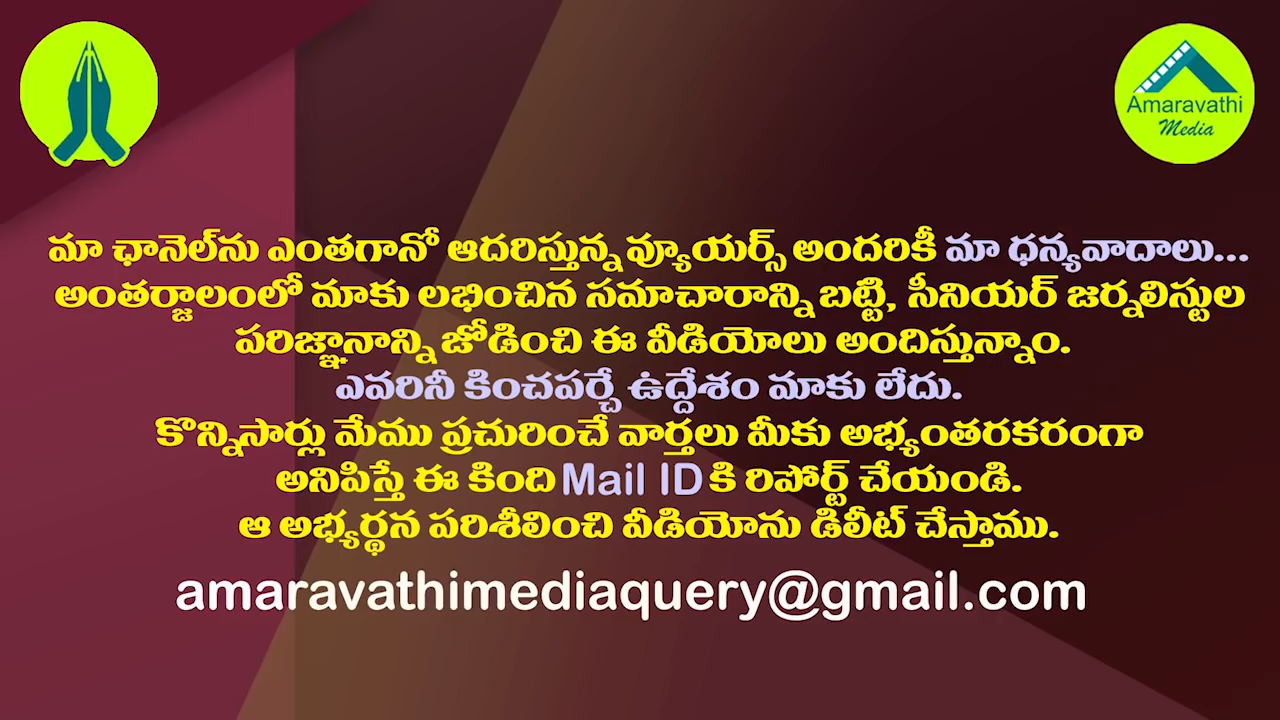 Amaravathi
Media
మా ఛానెల్‌ను ఎంతగానో ఆదరిస్తున్న వ్యూయర్స్ అందరికీ మా ధన్యవాదాలు...
అంతర్జాలంలో మాకు లభించిన సమాచారాన్ని బట్టి, సీనియర్ జర్నలిస్టుల
పరిజ్ఞానాన్ని జోడించి ఈ వీడియోలు అందిస్తున్నాం.
ఎవరినీ కించపర్చే ఉద్దేశం మాకు లేదు.
కొన్నిసార్లు మేము ప్రచురించే వార్తలు మీకు అభ్యంతరకరంగా
అనిపిస్తే ఈ కింది Mail ID కి రిపోర్ట్ చేయండి.
ఆ అభ్యర్థన పరిశీలించి వీడియోను డిలీట్ చేస్తాము.
amaravathimediaquery@gmail.com